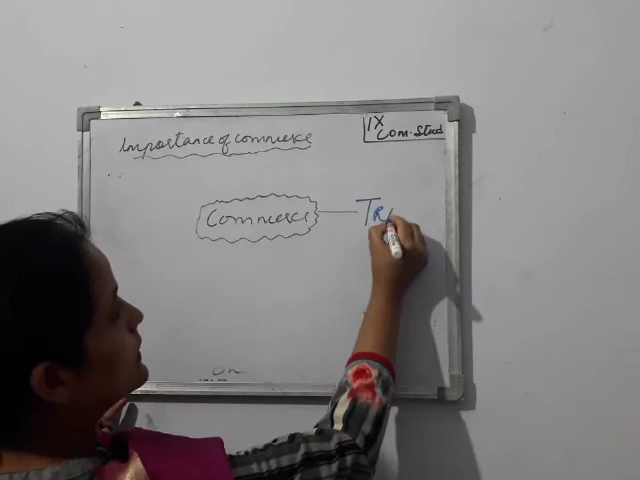 Importance of commerce
IX
Com. Stud
Commerce
TR